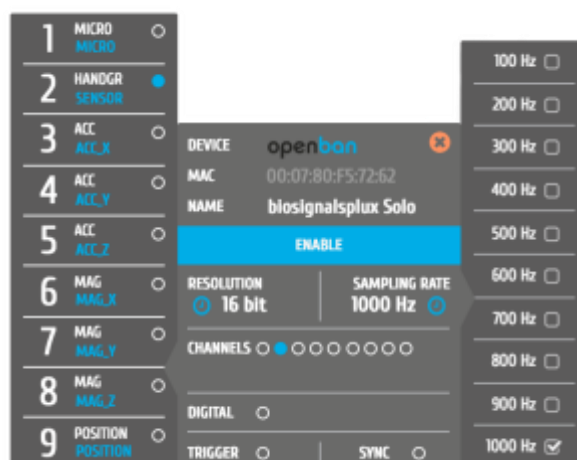 1 MICRO
MICRO
2 HANDGR
SENSOR
3 ACC
ACC_X
4 ACC
ACC_Y
5 ACC
ACC_Z
6 MAG
MAG_X
7 MAG
MAG_Y
8 MAG
MAG_Z
9 POSITION
POSITION
DEVICE openban
MAC 00:07:80:F5:72:62
NAME biosignalsplux Solo
ENABLE
RESOLUTION SAMPLING RATE
16 bit 1000 Hz
CHANNELS
DIGITAL
TRIGGER SYNC
100 Hz
200 Hz
300 Hz
400 Hz
500 Hz
600 Hz
700 Hz
800 Hz
900 Hz
1000 Hz